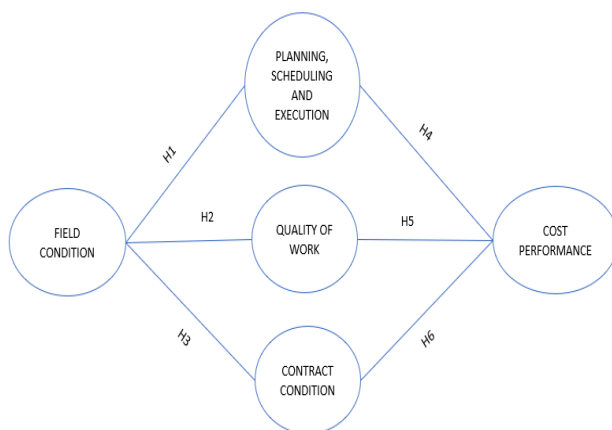 PLANNING,
SCHEDULING
AND
EXECUTION
H1
H4
FIELD
CONDITION
H2
QUALITY OF
WORK
H5
COST
PERFORMANCE
H3
H6
CONTRACT
CONDITION